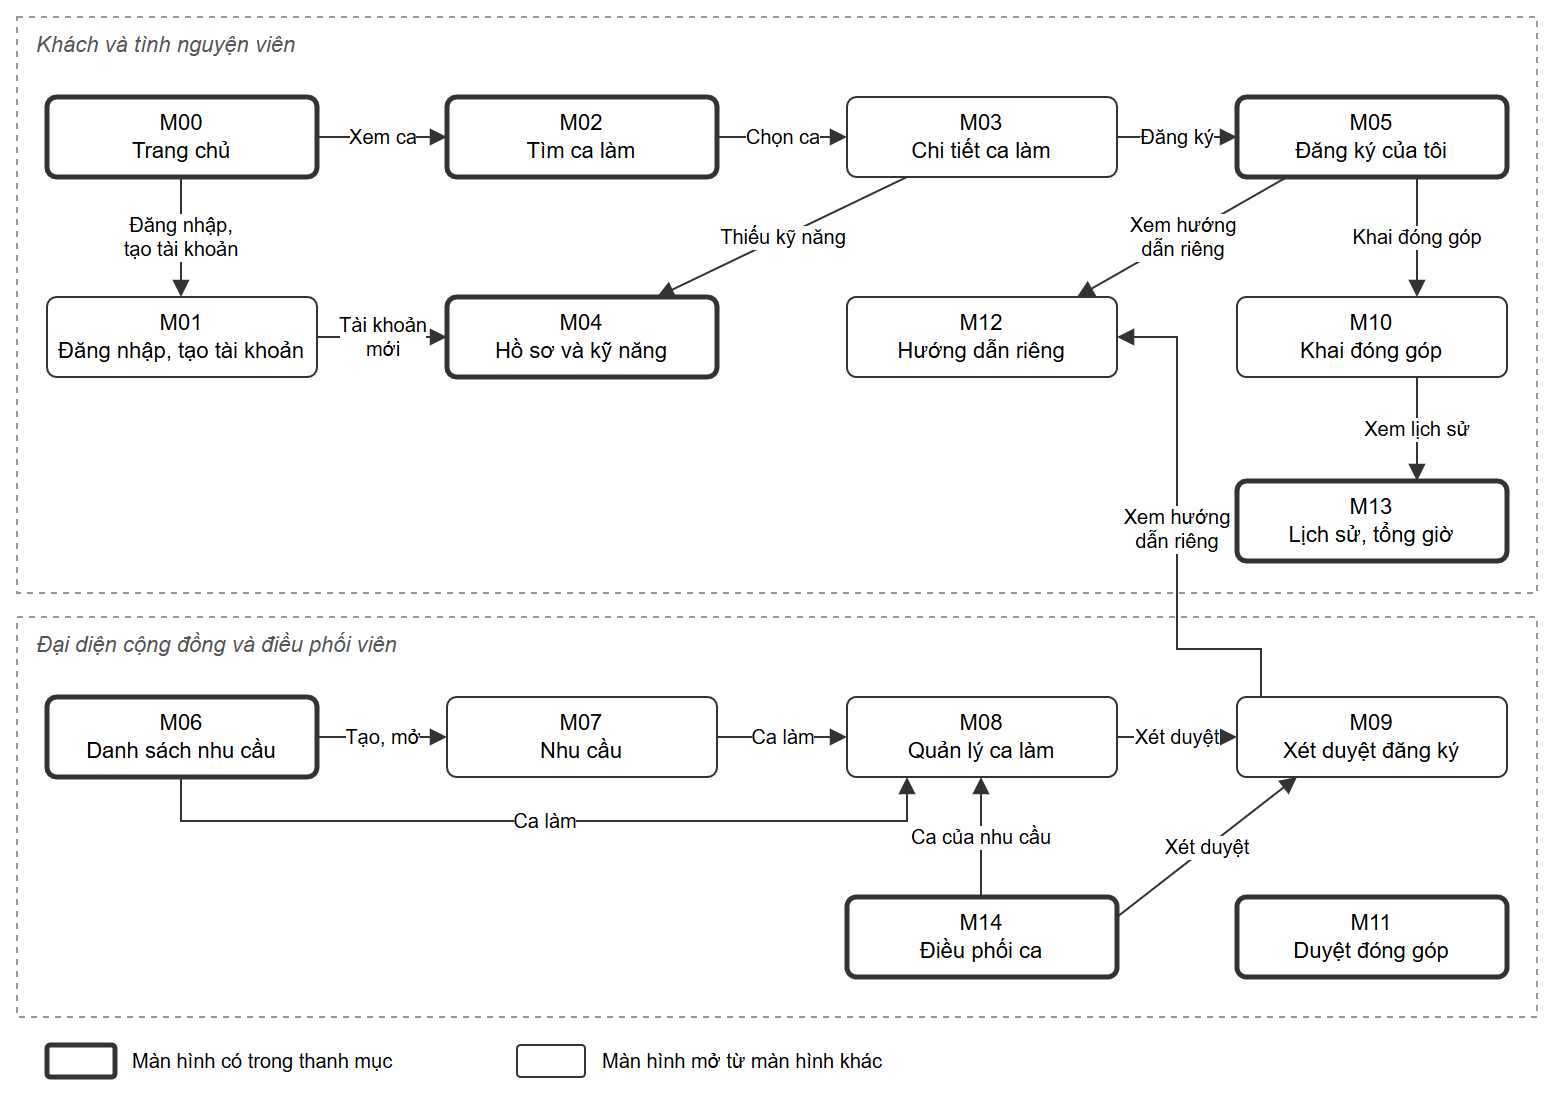 Khách và tình nguyện viên
M00
Trang chủ
Xem ca
M02
Tìm ca làm
Chọn ca
M03
Chi tiết ca làm
Đăng ký
M05
Đăng ký của tôi
Đăng nhập,
tạo tài khoản
Thiếu kỹ năng
Xem hướng
dẫn riêng
Khai đóng góp
M01
Đăng nhập, tạo tài khoản
Tài khoản
mới
M04
Hồ sơ và kỹ năng
M12
Hướng dẫn riêng
M10
Khai đóng góp
Xem lịch sử
M13
Lịch sử, tổng giờ
Xem hướng
dẫn riêng
Đại diện cộng đồng và điều phối viên
M06
Danh sách nhu cầu
Tạo, mở
M07
Nhu cầu
Ca làm
M08
Quản lý ca làm
Xét duyệt
M09
Xét duyệt đăng ký
Ca làm
Ca của nhu cầu
Xét duyệt
M14
Điều phối ca
M11
Duyệt đóng góp
Màn hình có trong thanh mục
Màn hình mở từ màn hình khác